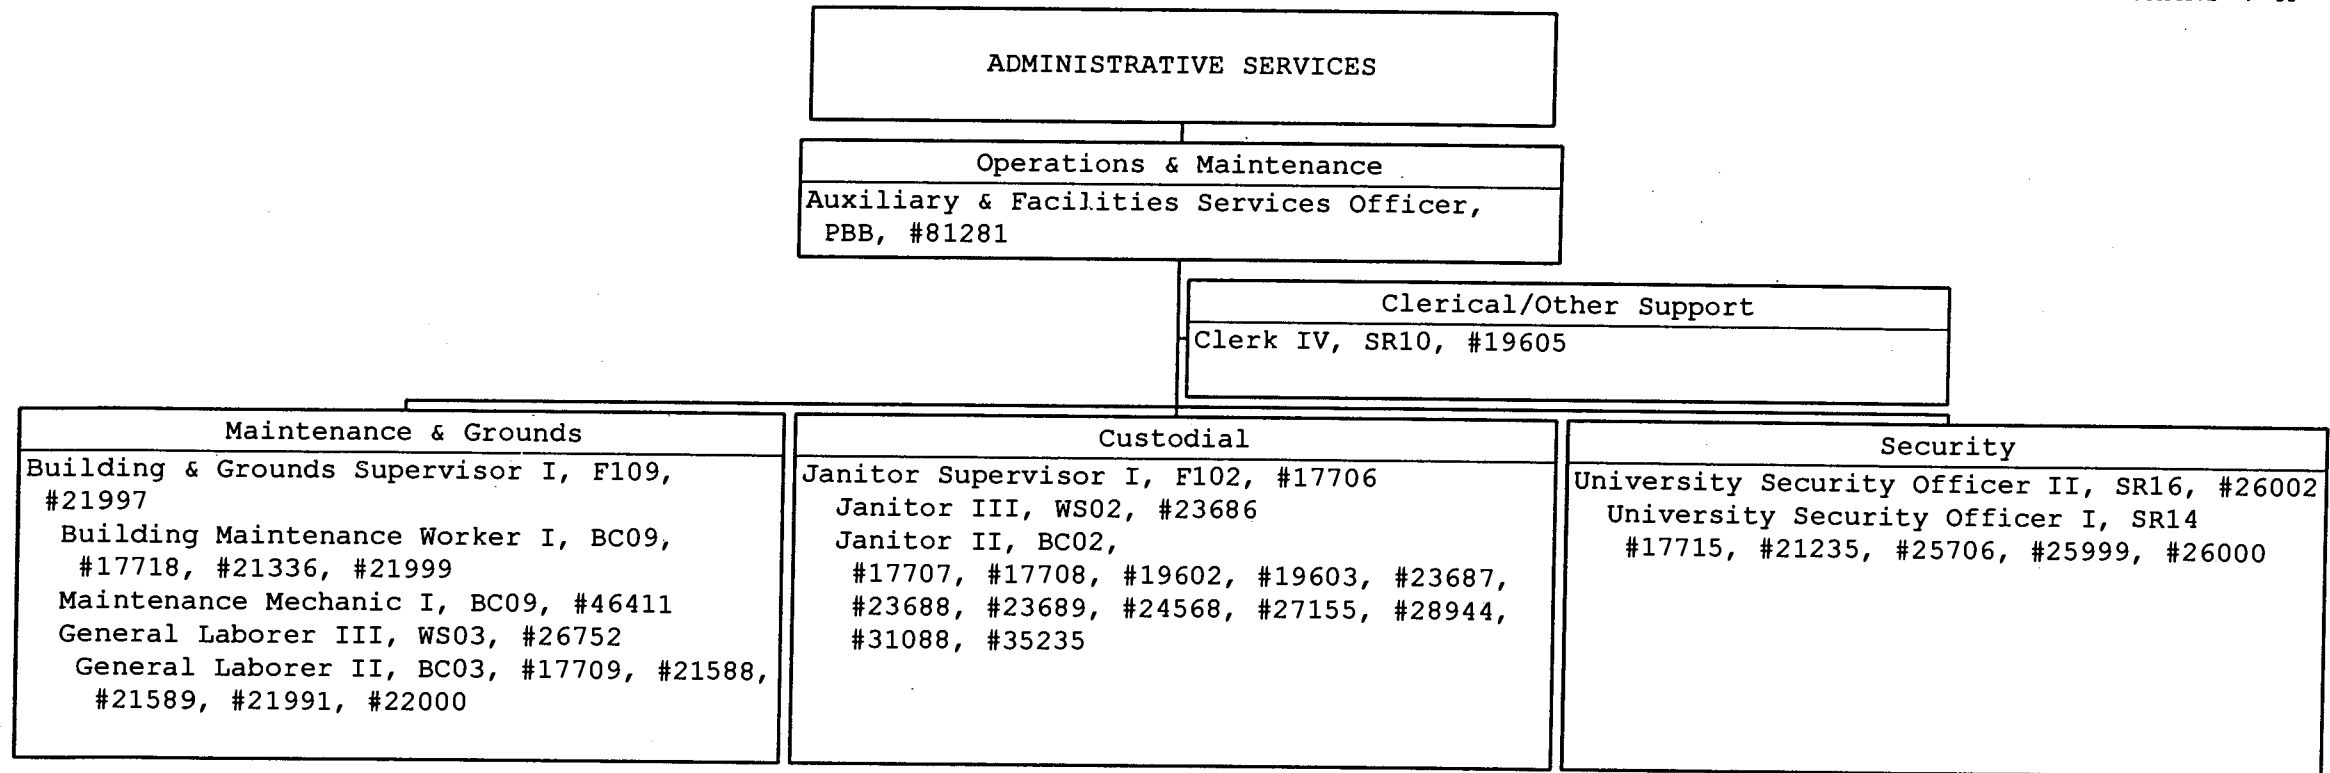 ADMINISTRATIVE SERVICES
Operations & Maintenance
Auxiliary & Facilities Services Officer,
PBB, #81281
Clerical/Other Support
Clerk IV, SR10, #19605
Maintenance & Grounds
Building & Grounds Supervisor I, F109,
#21997
Building Maintenance Worker I, BC09,
#17718, #21336, #21999
Maintenance Mechanic I, BC09, #46411
General Laborer III, WS03, #26752
General Laborer II, BC03, #17709, #21588,
#21589, #21991, #22000
Custodial
Janitor Supervisor I, F102, #17706
Janitor III, WS02, #23686
Janitor II, BC02,
#17707, #17708, #19602, #19603, #23687,
#23688, #23689, #24568, #27155, #28944,
#31088, #35235
Security
University Security Officer II, SR16, #26002
University Security Officer I, SR14
#17715, #21235, #25706, #25999, #26000